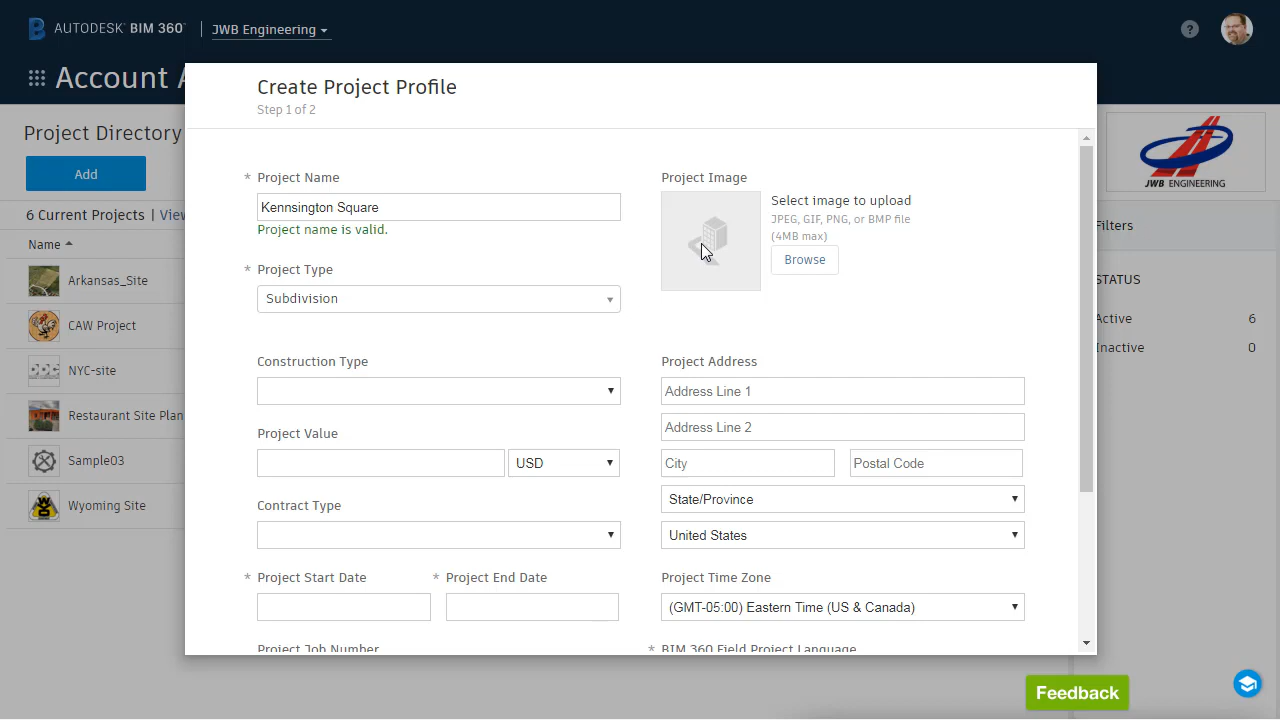 AUTODESK® BIM 360™
JWB Engineering
?
Account A
Project Directory
Add
6 Current Projects | View
Name
Arkansas_Site
CAW Project
NYC-site
Restaurant Site Plan
Sample03
Wyoming Site
Create Project Profile
Step 1 of 2
* Project Name
Kennsington Square
Project name is valid.
* Project Type
Subdivision
Construction Type
Project Value
USD
Contract Type
* Project Start Date
* Project End Date
Project Job Number
Project Image
Select image to upload
JPEG, GIF, PNG, or BMP file
(4MB max)
Browse
Project Address
Address Line 1
Address Line 2
City
Postal Code
State/Province
United States
Project Time Zone
(GMT-05:00) Eastern Time (US & Canada)
* BIM 360 Field Project Language
JWB ENGINEERING
Filters
STATUS
Active 6
Inactive 0
Feedback